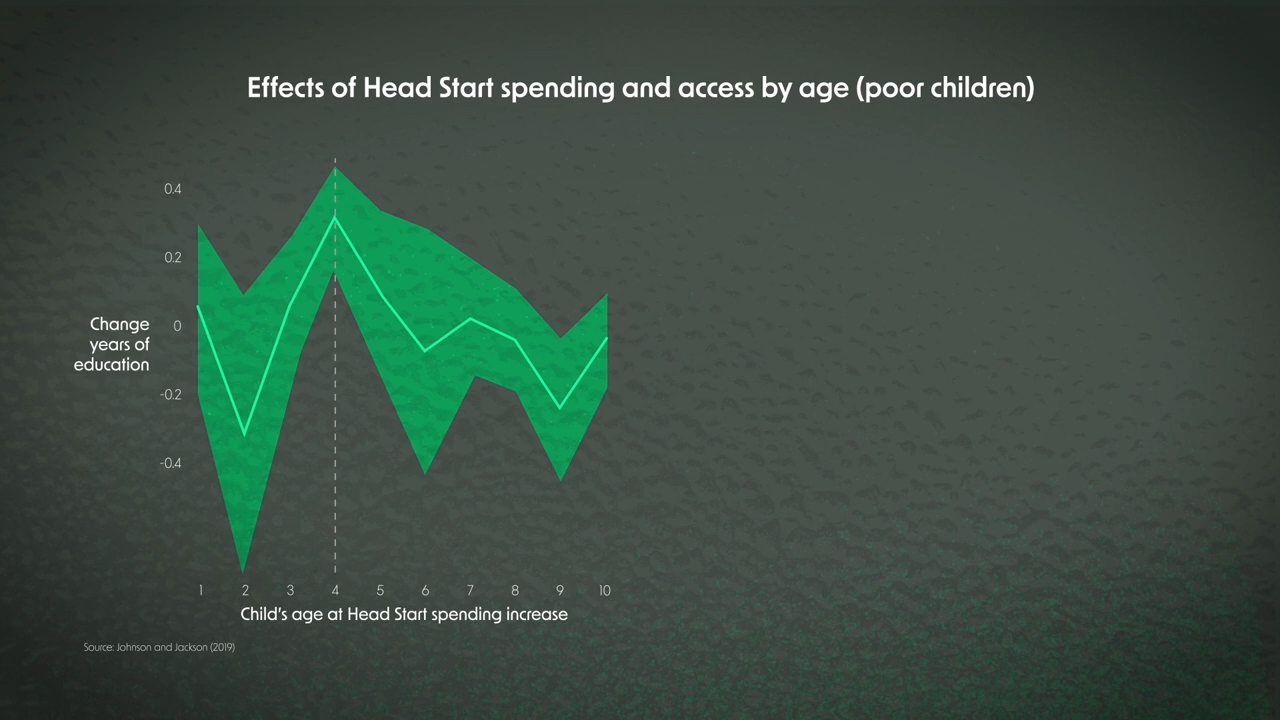 Effects of Head Start spending and access by age (poor children)
0.4
0.2
0
-0.2
-0.4
Change
years of
education
1 2 3 4 5 6 7 8 9 10
Child's age at Head Start spending increase
Source: Johnson and Jackson (2019)